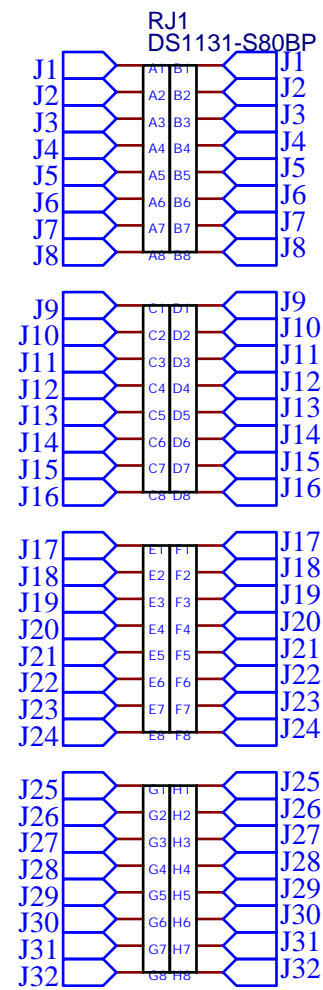 RJ1
DS1131-S80BP
J1 A1 B1 J1
J2 A2 B2 J2
J3 A3 B3 J3
J4 A4 B4 J4
J5 A5 B5 J5
J6 A6 B6 J6
J7 A7 B7 J7
J8 A8 B8 J8
J9 C1 D1 J9
J10 C2 D2 J10
J11 C3 D3 J11
J12 C4 D4 J12
J13 C5 D5 J13
J14 C6 D6 J14
J15 C7 D7 J15
J16 C8 D8 J16
J17 E1 F1 J17
J18 E2 F2 J18
J19 E3 F3 J19
J20 E4 F4 J20
J21 E5 F5 J21
J22 E6 F6 J22
J23 E7 F7 J23
J24 E8 F8 J24
J25 G1 H1 J25
J26 G2 H2 J26
J27 G3 H3 J27
J28 G4 H4 J28
J29 G5 H5 J29
J30 G6 H6 J30
J31 G7 H7 J31
J32 G8 H8 J32